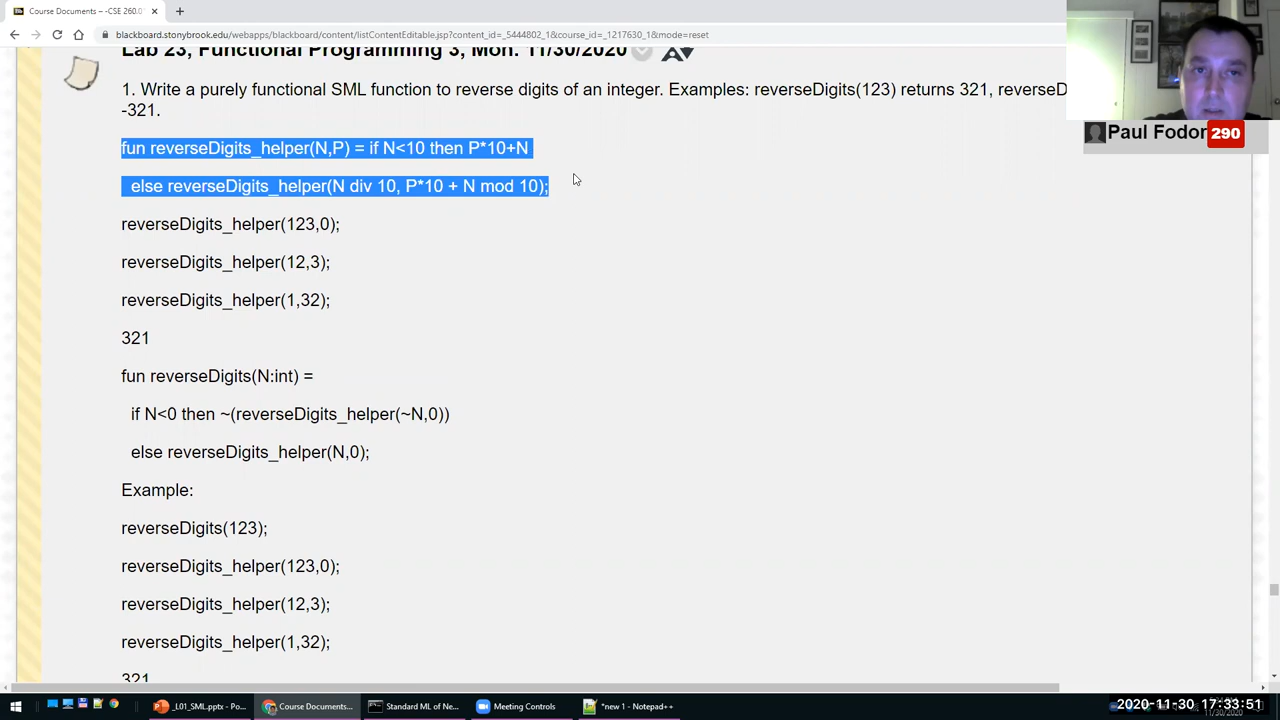 Course Documents – -CSE 260.0
blackboard.stonybrook.edu/webapps/blackboard/content/listContentEditable.jsp?content_id=_5444802_1&course_id=_1217630_1&mode=reset
Lab 23, Functional Programming 3, Mon. 11/30/2020
1. Write a purely functional SML function to reverse digits of an integer. Examples: reverseDigits(123) returns 321, reverseD
-321.
Paul Fodor 290
fun reverseDigits_helper(N,P) = if N<10 then P*10+N
else reverseDigits_helper(N div 10, P*10 + N mod 10);
reverseDigits_helper(123,0);
reverseDigits_helper(12,3);
reverseDigits_helper(1,32);
321
fun reverseDigits(N:int) =
if N<0 then ~(reverseDigits_helper(~N,0))
else reverseDigits_helper(N,0);
Example:
reverseDigits(123);
reverseDigits_helper(123,0);
reverseDigits_helper(12,3);
reverseDigits_helper(1,32);
321
_L01_SML.pptx - Po... Course Documents... Standard ML of Ne... Zoom Meeting Controls *new 1 - Notepad++ 2020-11-30 17:33:51
11/30/2020